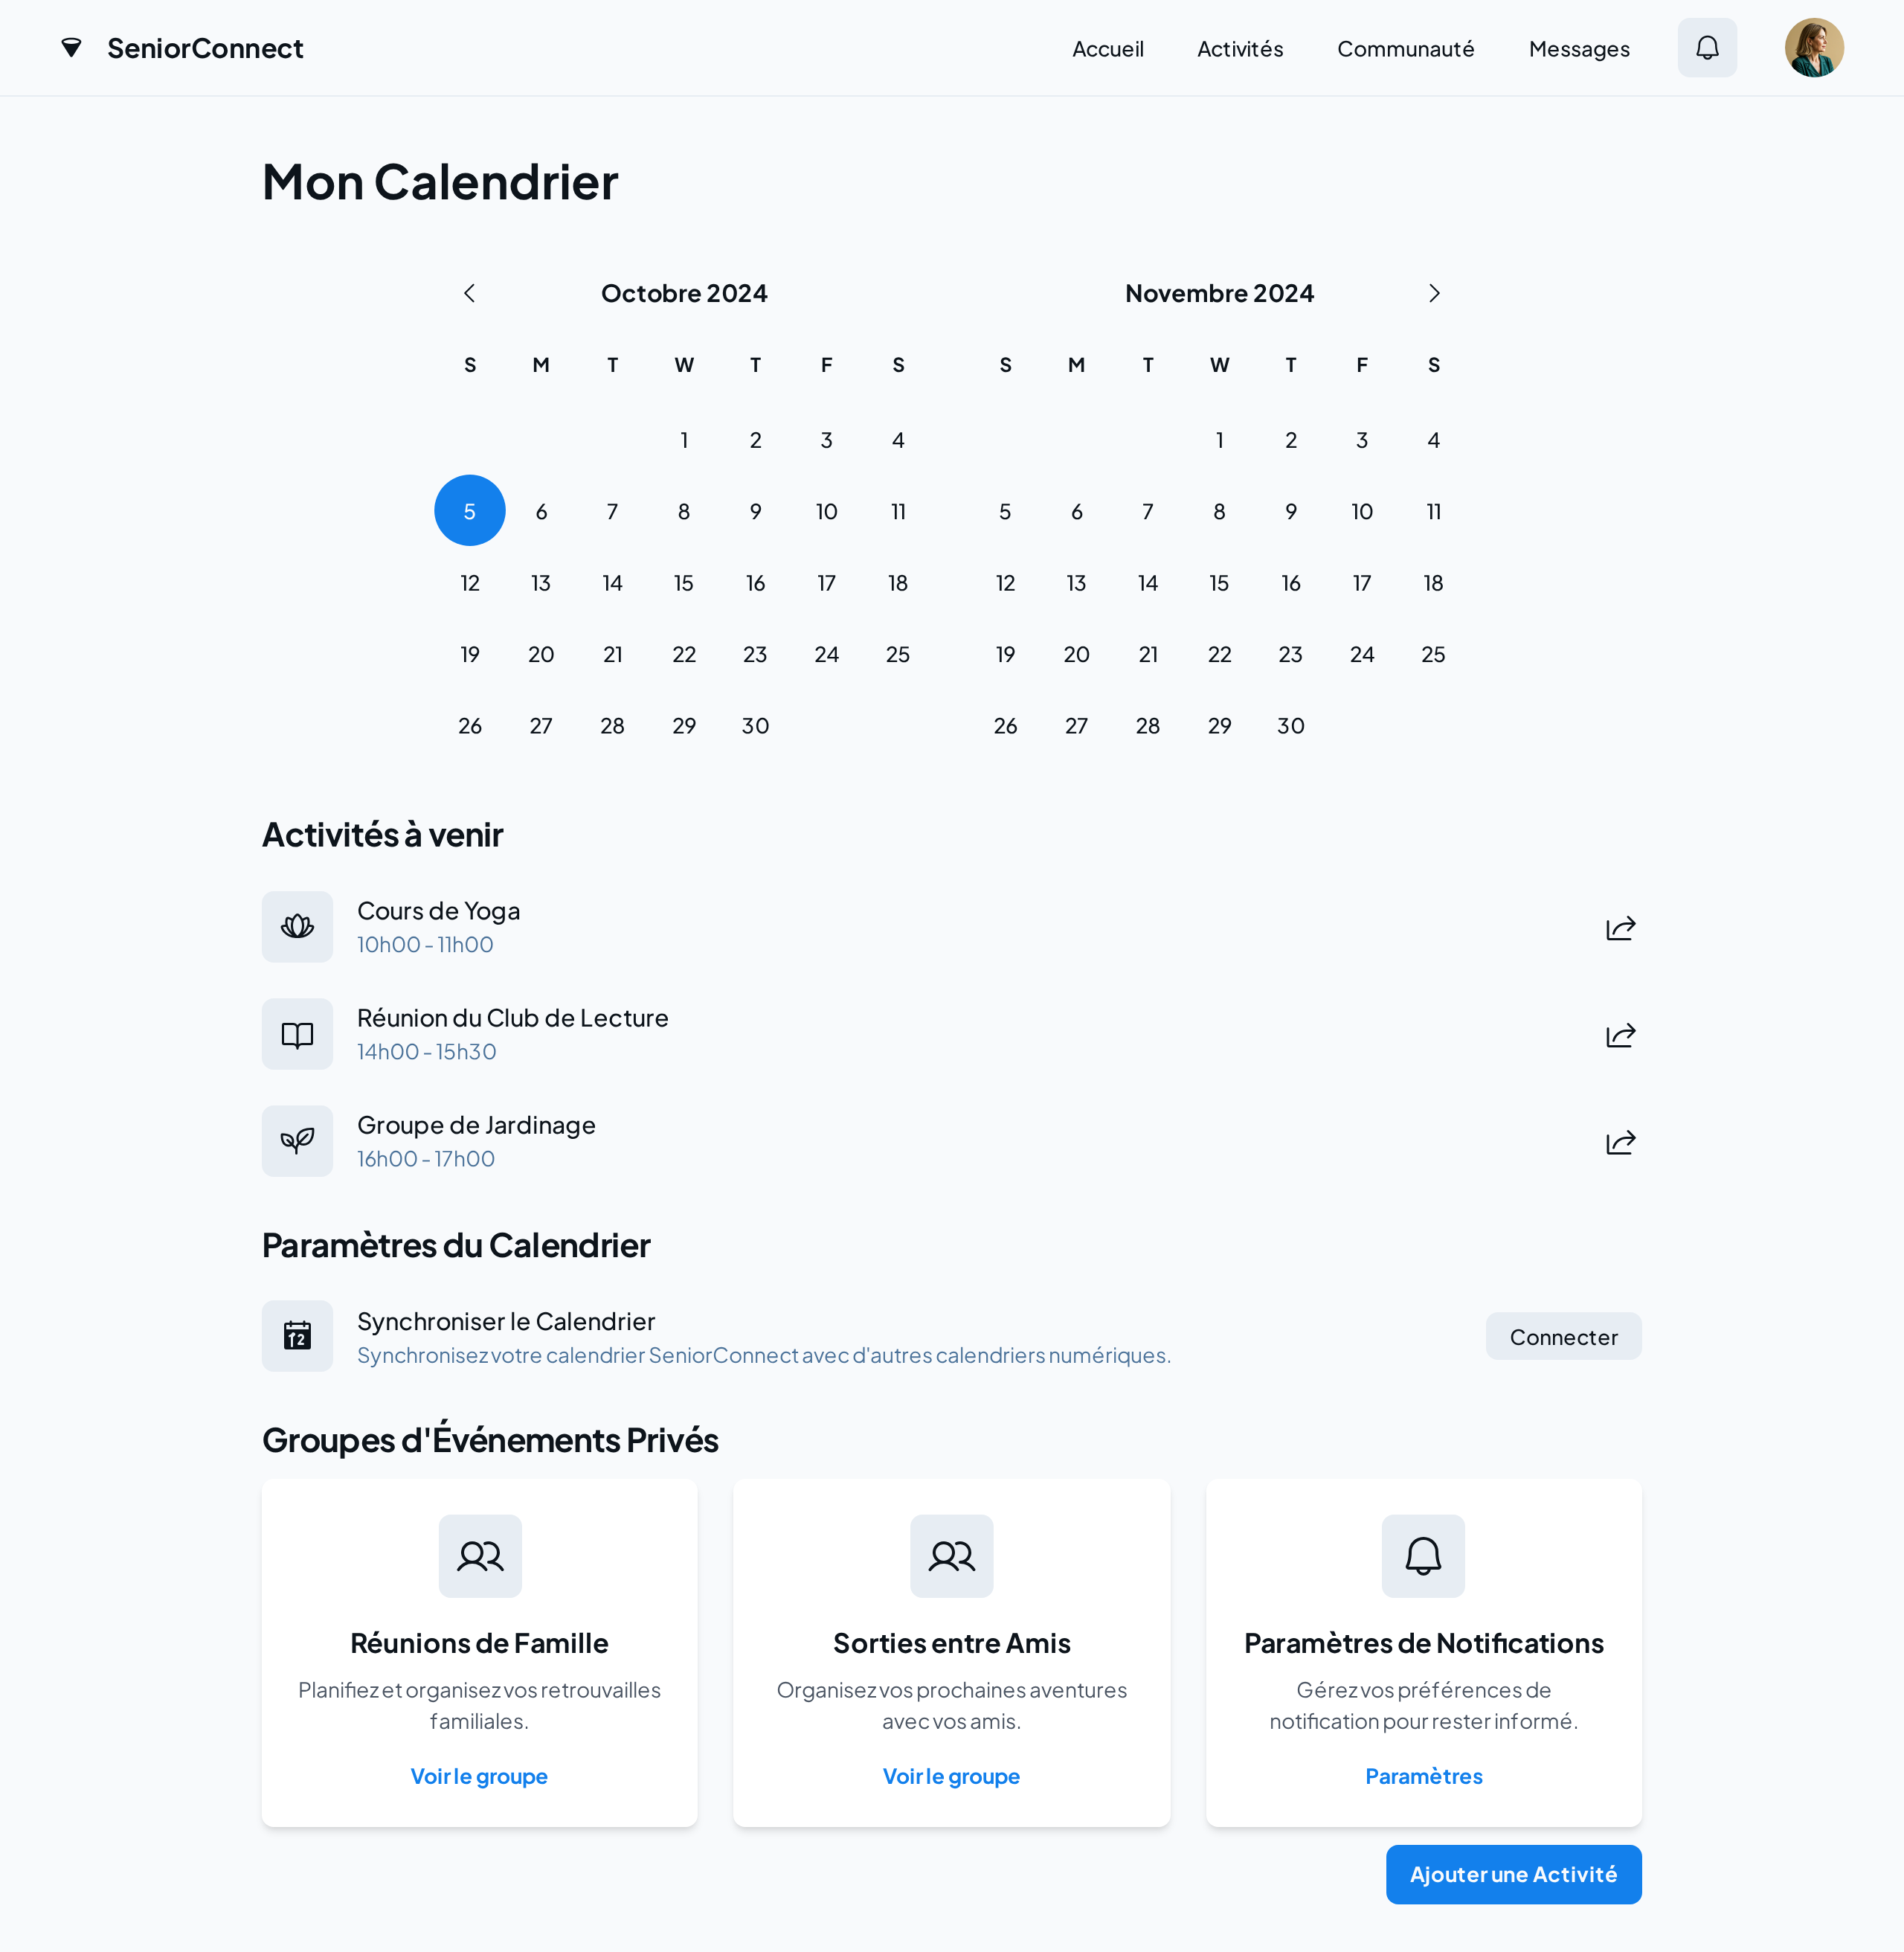 SeniorConnect
Accueil Activités Communauté Messages
Mon Calendrier
Octobre 2024
S M T W T F S
1 2 3 4
5 6 7 8 9 10 11
12 13 14 15 16 17 18
19 20 21 22 23 24 25
26 27 28 29 30
Novembre 2024
S M T W T F S
1 2 3 4
5 6 7 8 9 10 11
12 13 14 15 16 17 18
19 20 21 22 23 24 25
26 27 28 29 30
Activités à venir
Cours de Yoga
10h00 - 11h00
Réunion du Club de Lecture
14h00 - 15h30
Groupe de Jardinage
16h00 - 17h00
Paramètres du Calendrier
12
Synchroniser le Calendrier
Synchronisez votre calendrier SeniorConnect avec d'autres calendriers numériques.
Connecter
Groupes d'Événements Privés
Réunions de Famille
Planifiez et organisez vos retrouvailles
familiales.
Voir le groupe
Sorties entre Amis
Organisez vos prochaines aventures
avec vos amis.
Voir le groupe
Paramètres de Notifications
Gérez vos préférences de
notification pour rester informé.
Paramètres
Ajouter une Activité